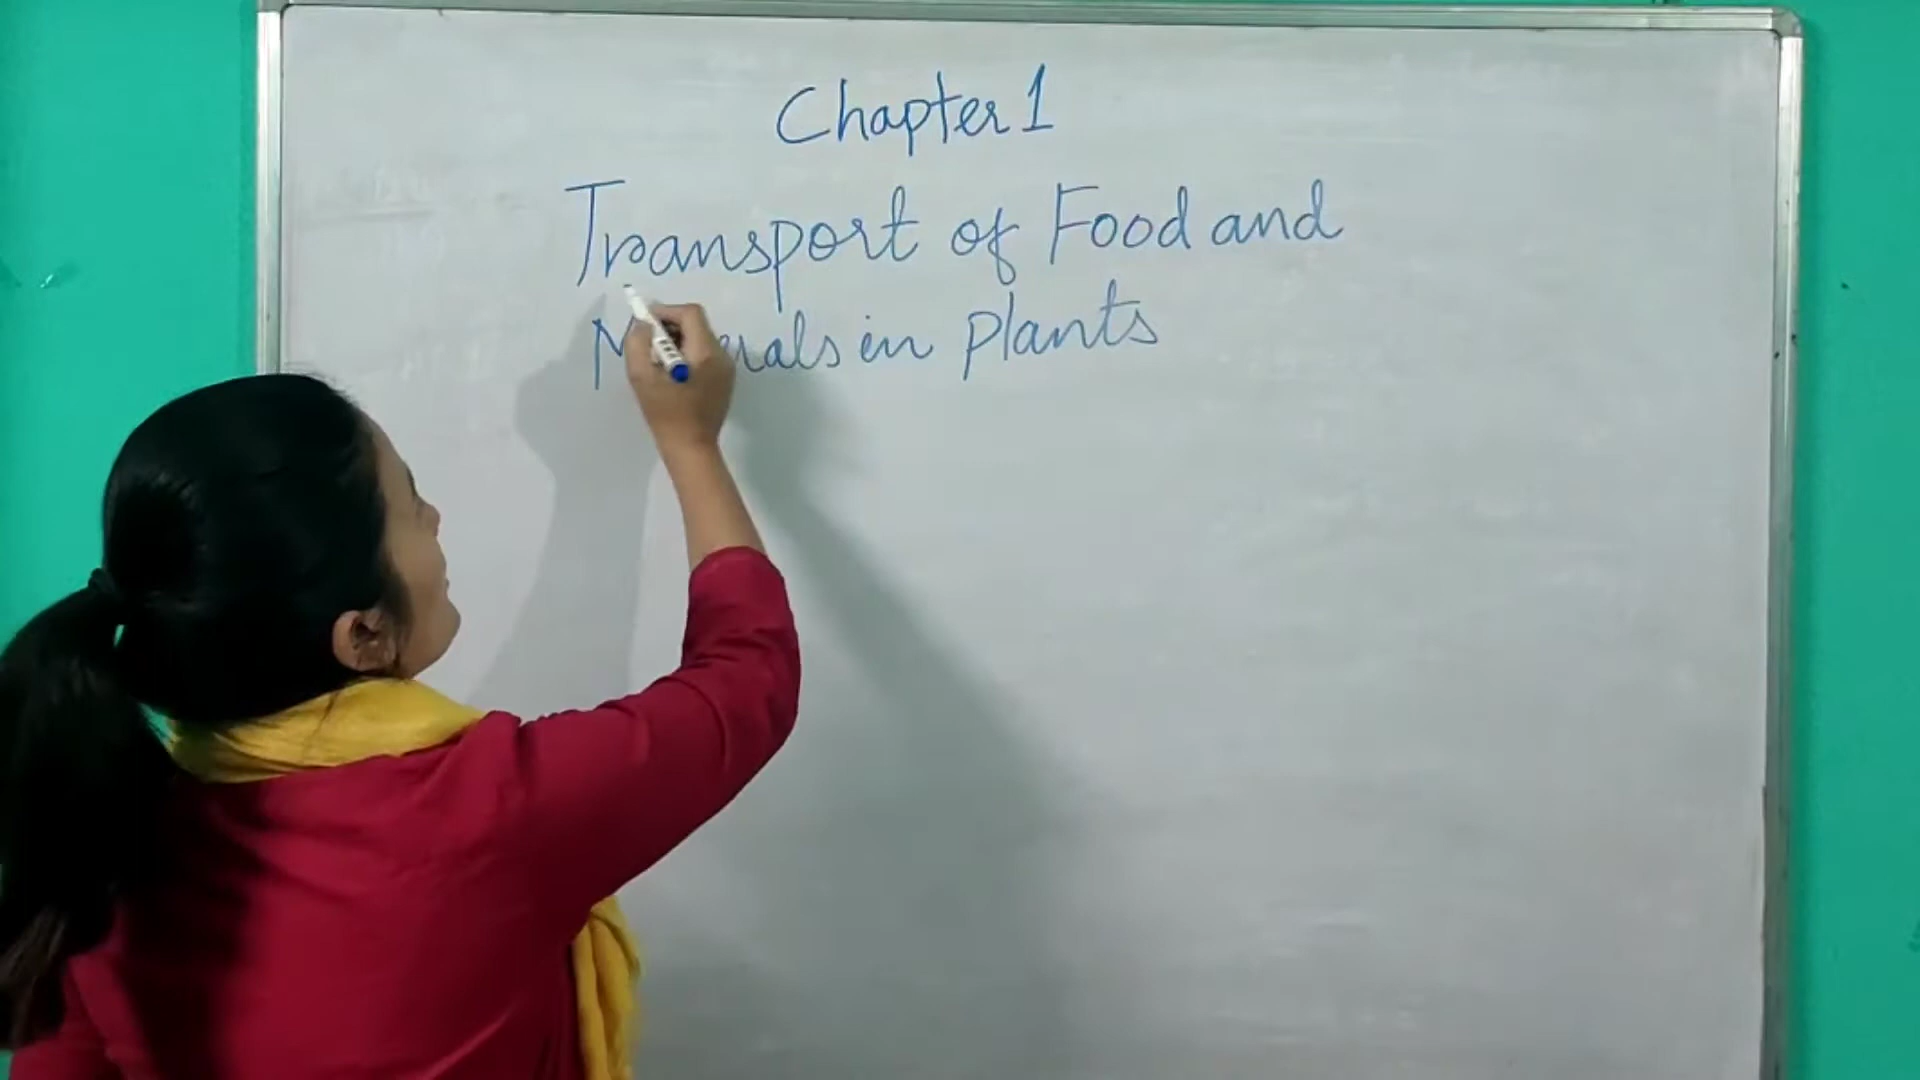 Chapter 1
Transport of Food and
in plants